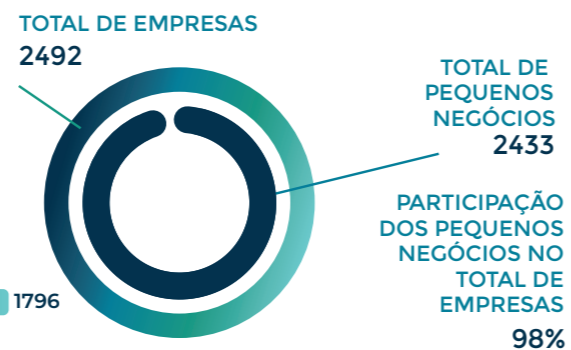 TOTAL DE EMPRESAS
2492
TOTAL DE
PEQUENOS
NEGÓCIOS
2433
PARTICIPAÇÃO
DOS PEQUENOS
NEGÓCIOS NO
TOTAL DE
EMPRESAS
98%
1796